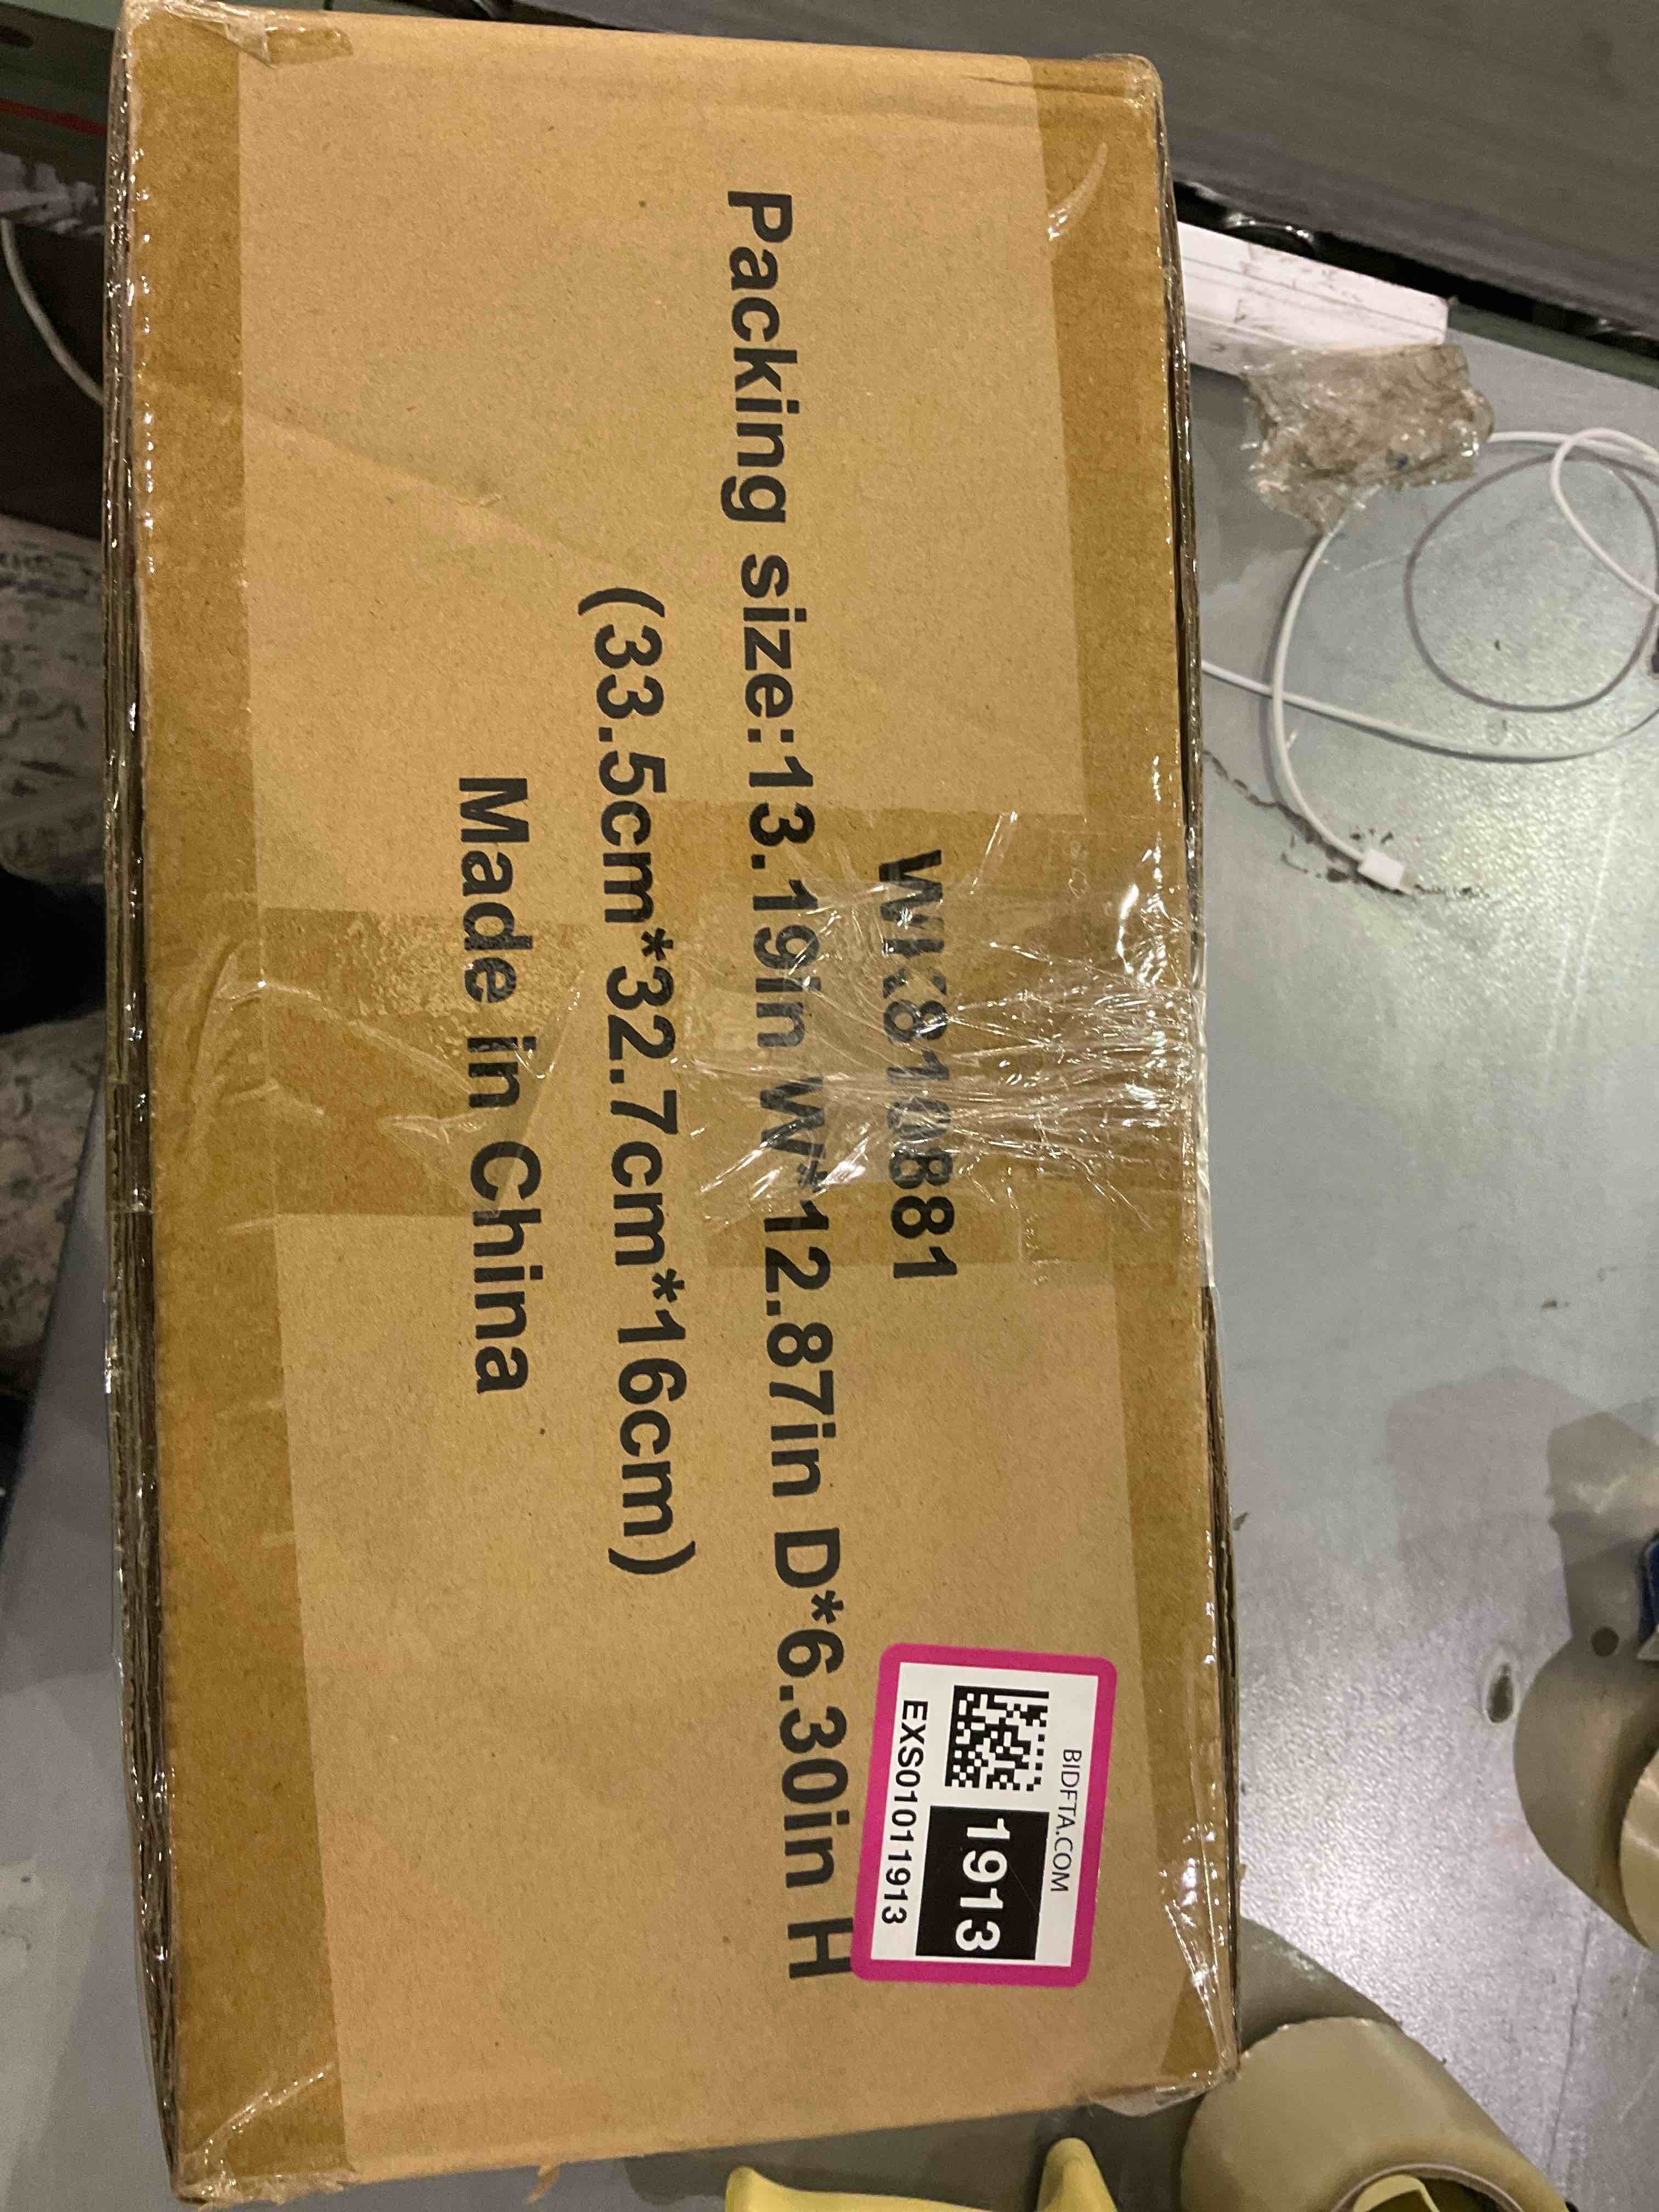 WK810881
Packing size:13.19in W*12.87in D*6.30in H
(33.5cm*32.7cm*16cm)
Made in China
BIDFTA.COM
1913
EXS01011913